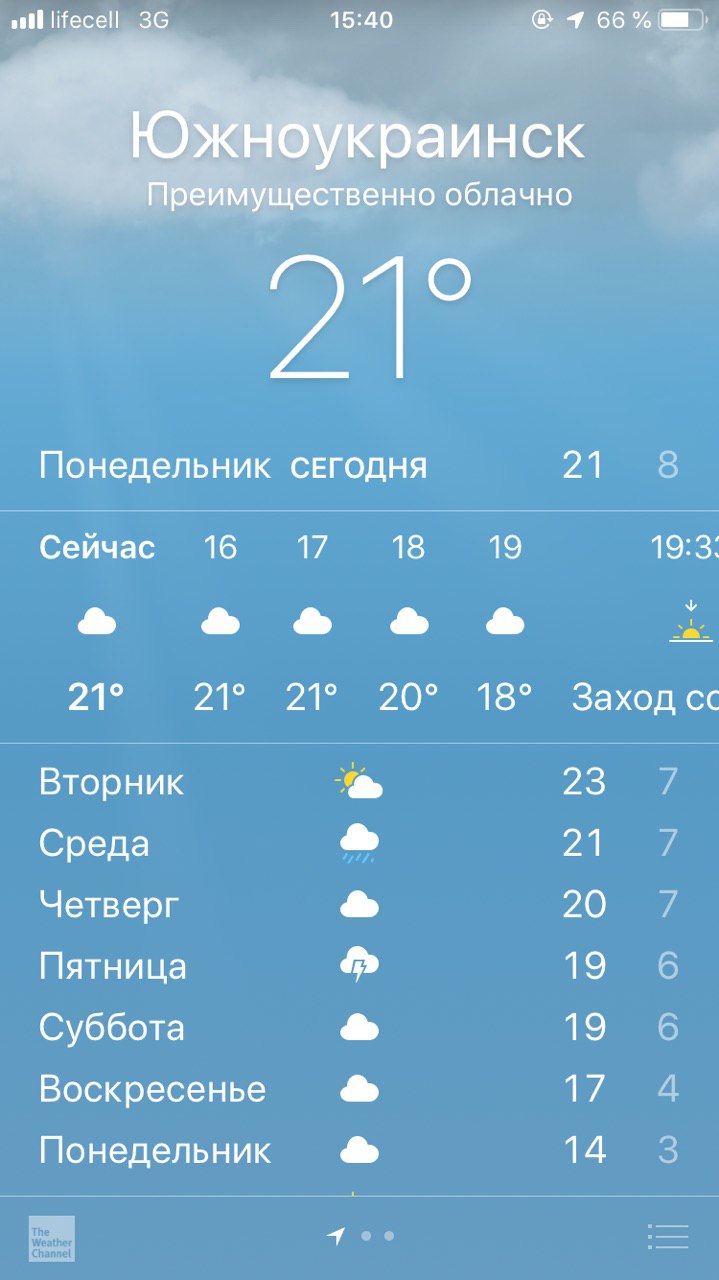 lifecell 3G 15:40 66 %
Южноукраинск
Преимущественно облачно
21°
Понедельник СЕГОДНЯ 21 8
Сейчас 16 17 18 19 19:33
21° 21° 21° 20° 18° Заход со
Вторник 23 7
Среда 21 7
Четверг 20 7
Пятница 19 6
Суббота 19 6
Воскресенье 17 4
Понедельник 14 3
The
Weather
Channel